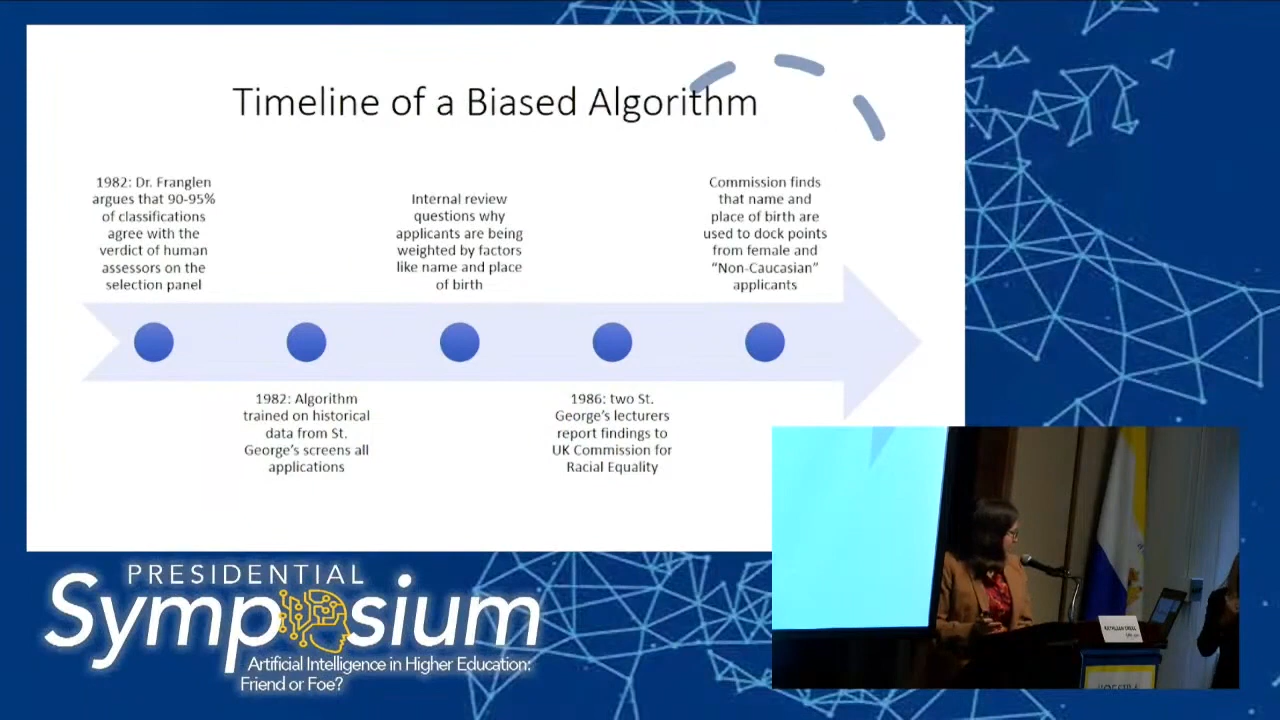 Timeline of a Biased Algorithm
1982: Dr. Franglen
argues that 90-95%
of classifications
agree with the
verdict of human
assessors on the
selection panel
1982: Algorithm
trained on historical
data from St.
George's screens all
applications
Internal review
questions why
applicants are being
weighted by factors
like name and place
of birth
1986: two St.
George's lecturers
report findings to
UK Commission for
Racial Equality
Commission finds
that name and
place of birth are
used to dock points
from female and
“Non-Caucasian”
applicants
PRESIDENTIAL
Symposium
Artificial Intelligence in Higher Education:
Friend or Foe?